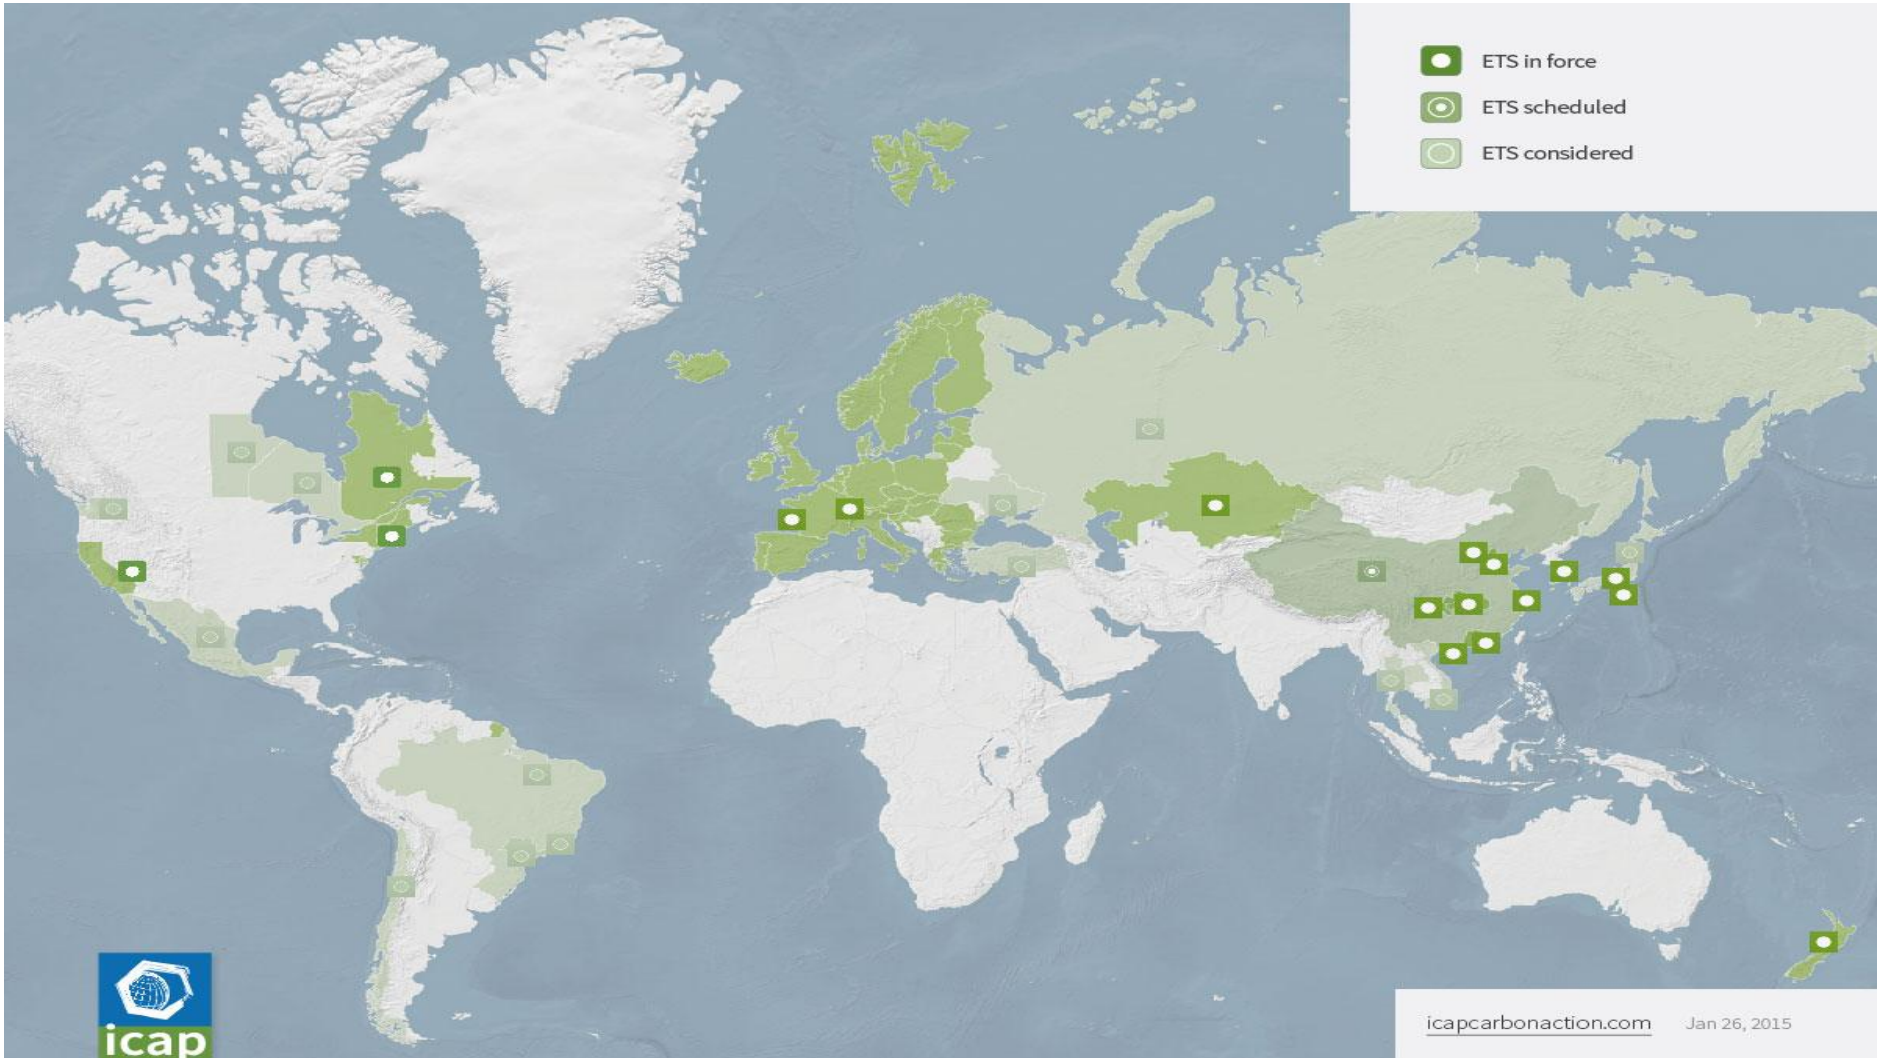 ETS in force
ETS scheduled
ETS considered
icap
icapcarbonaction.com Jan 26, 2015